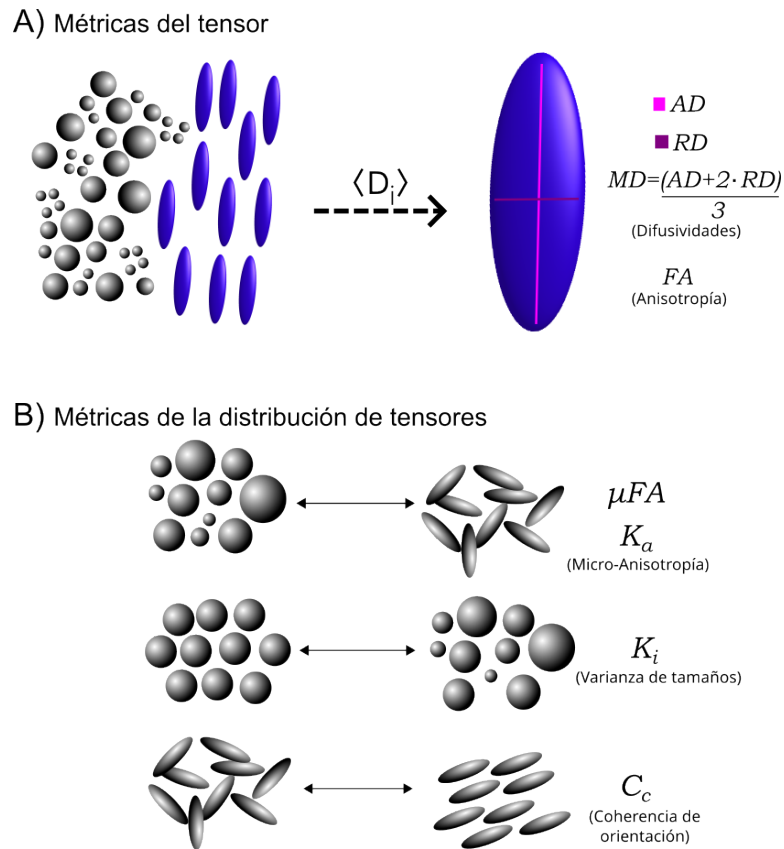 A) Métricas del tensor
⟨D_i⟩
AD
RD
MD=(AD+2·RD)
3
(Difusividades)
FA
(Anisotropía)
B) Métricas de la distribución de tensores
μFA
K_a
(Micro-Anisotropía)
K_i
(Varianza de tamaños)
C_c
(Coherencia de
orientación)